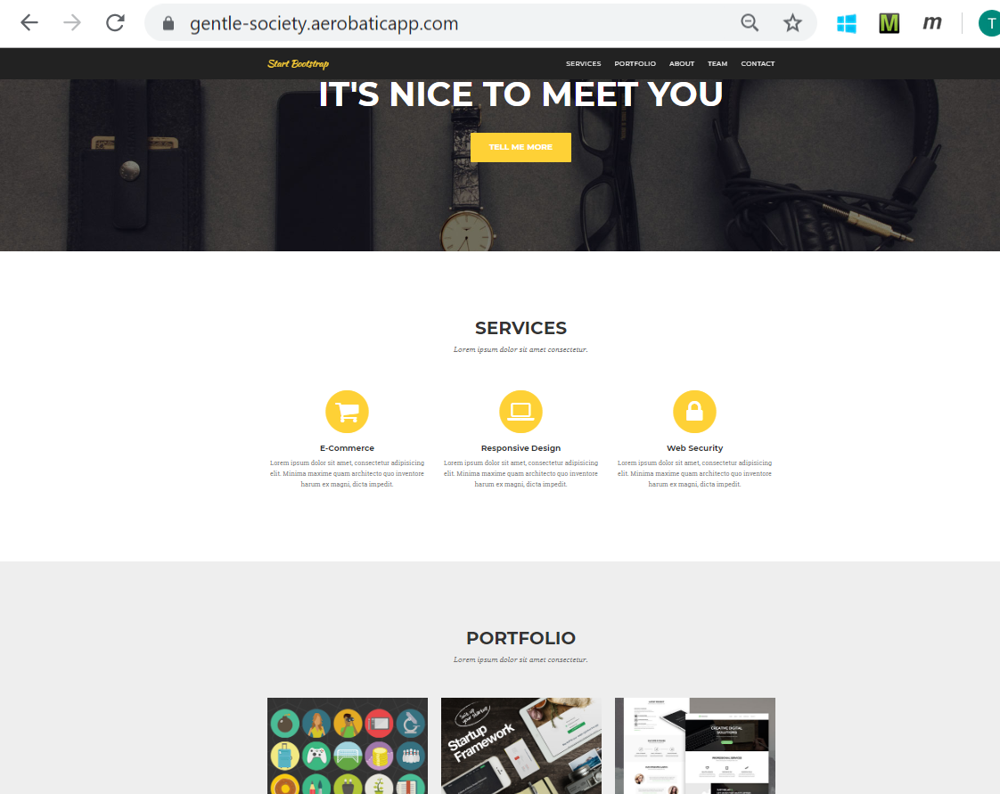 gentle-society.aerobaticapp.com
M
m
T
Start Bootstrap
SERVICES
PORTFOLIO
ABOUT
TEAM
CONTACT
IT'S NICE TO MEET YOU
TELL ME MORE
SERVICES
Lorem ipsum dolor sit amet consectetur.
E-Commerce
Lorem ipsum dolor sit amet, consectetur adipisicing
elit. Minima maxime quam architecto quo inventore
harum ex magni, dicta impedit.
Responsive Design
Lorem ipsum dolor sit amet, consectetur adipisicing
elit. Minima maxime quam architecto quo inventore
harum ex magni, dicta impedit.
Web Security
Lorem ipsum dolor sit amet, consectetur adipisicing
elit. Minima maxime quam architecto quo inventore
harum ex magni, dicta impedit.
PORTFOLIO
Lorem ipsum dolor sit amet consectetur.
Startup
Framework
CREATIVE DIGITAL
SOLUTIONS
PROFESSIONAL SERVICES